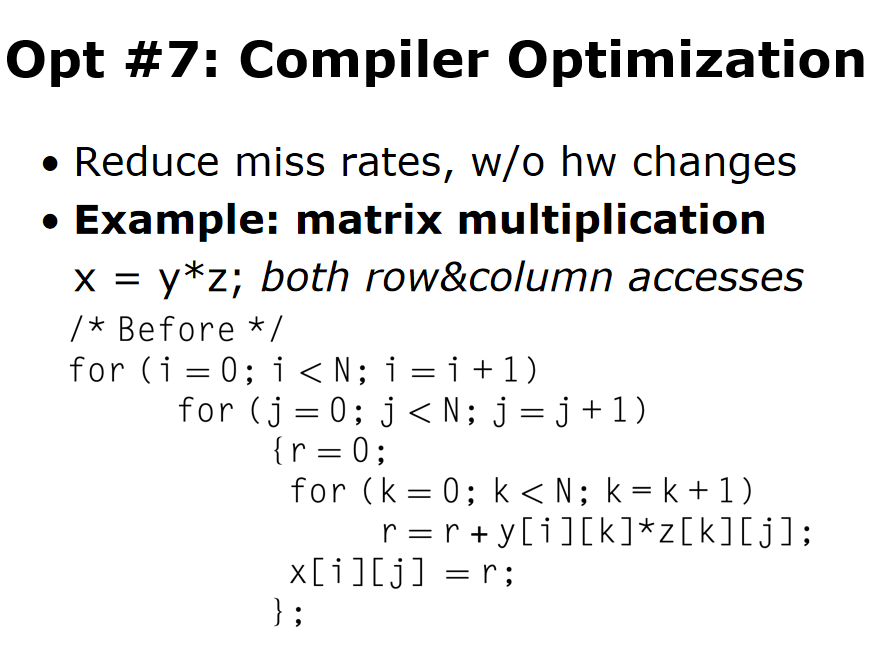 Opt #7: Compiler Optimization
• Reduce miss rates, w/o hw changes
• Example: matrix multiplication
x = y*z; both row&column accesses
/* Before */
for (i = 0; i < N; i = i + 1)
for (j = 0; j < N; j = j + 1)
{r = 0;
for (k = 0; k < N; k = k + 1)
r = r + y[i][k]*z[k][j];
x[i][j] = r;
};